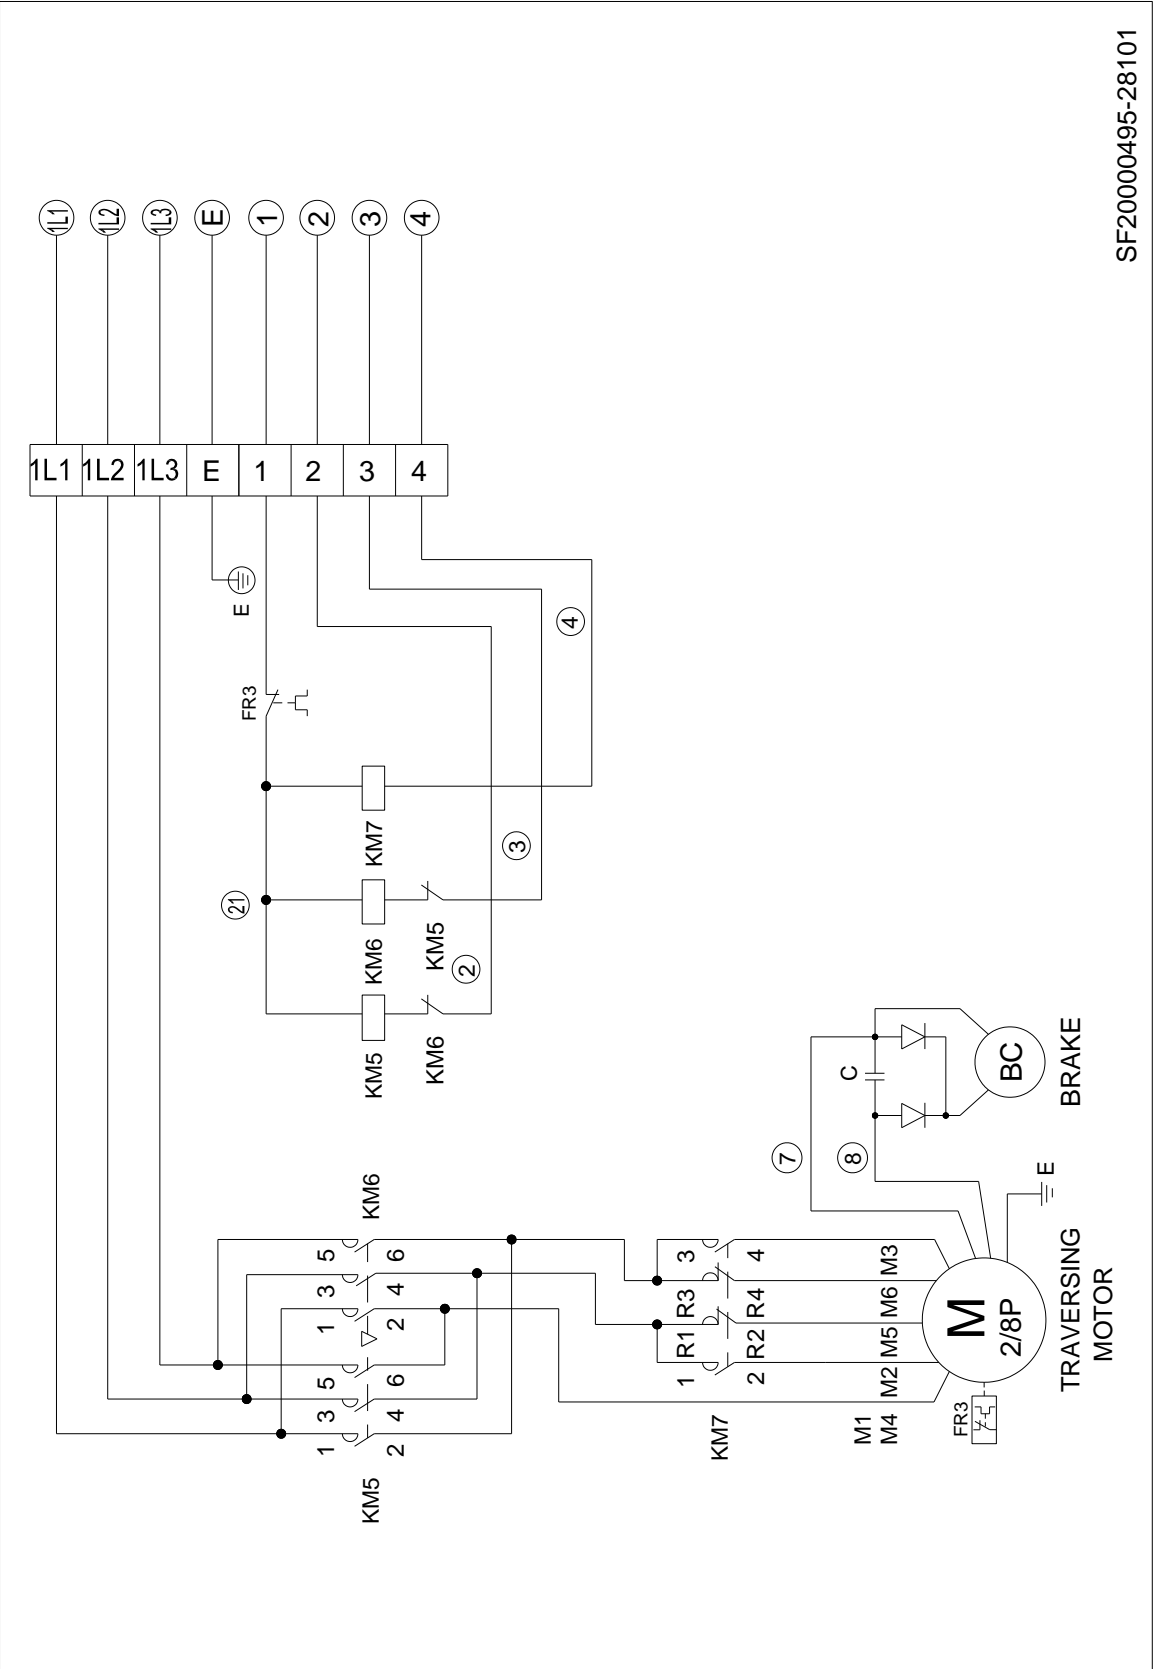 SF20000495-28101
1L1
1L2
1L3
E
1
2
3
4
1L1 1L2 1L3 E 1 2 3 4
E
FR3
4
3
2
21
KM7
KM6
KM5
KM5
KM6
KM6
5 3 1
6 4 2
5 3 1
6 4 2
KM5
3 R3 R1 1
4 R4 R2 2
KM7
M3 M6 M5 M2
M1
M4
7
8
C
BC
BRAKE
E
M
2/8P
TRAVERSING
MOTOR
FR3